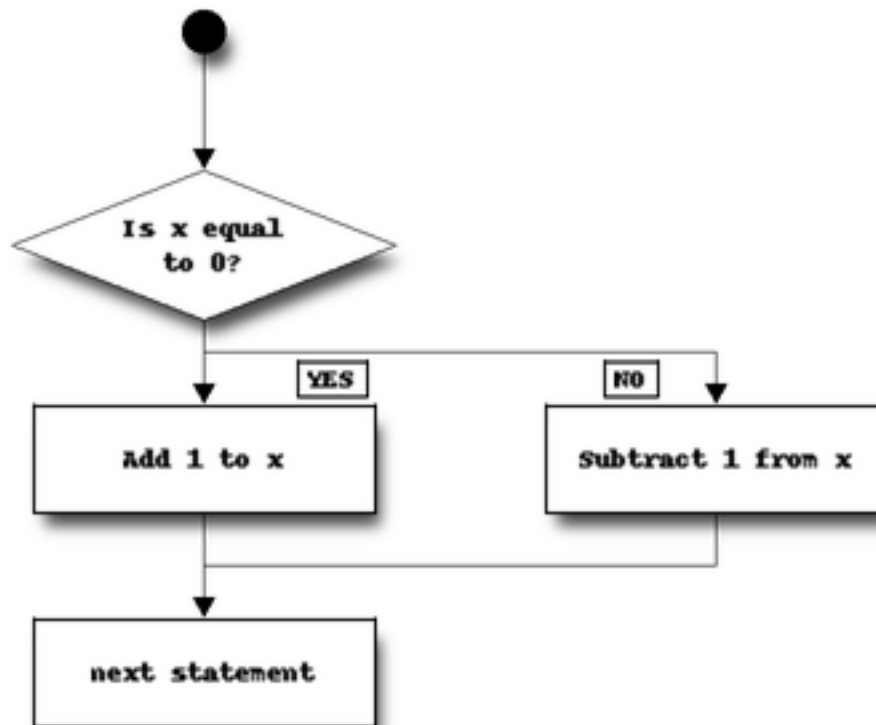 Is x equal
to 0?
YES
NO
Add 1 to x
Subtract 1 from x
next statement